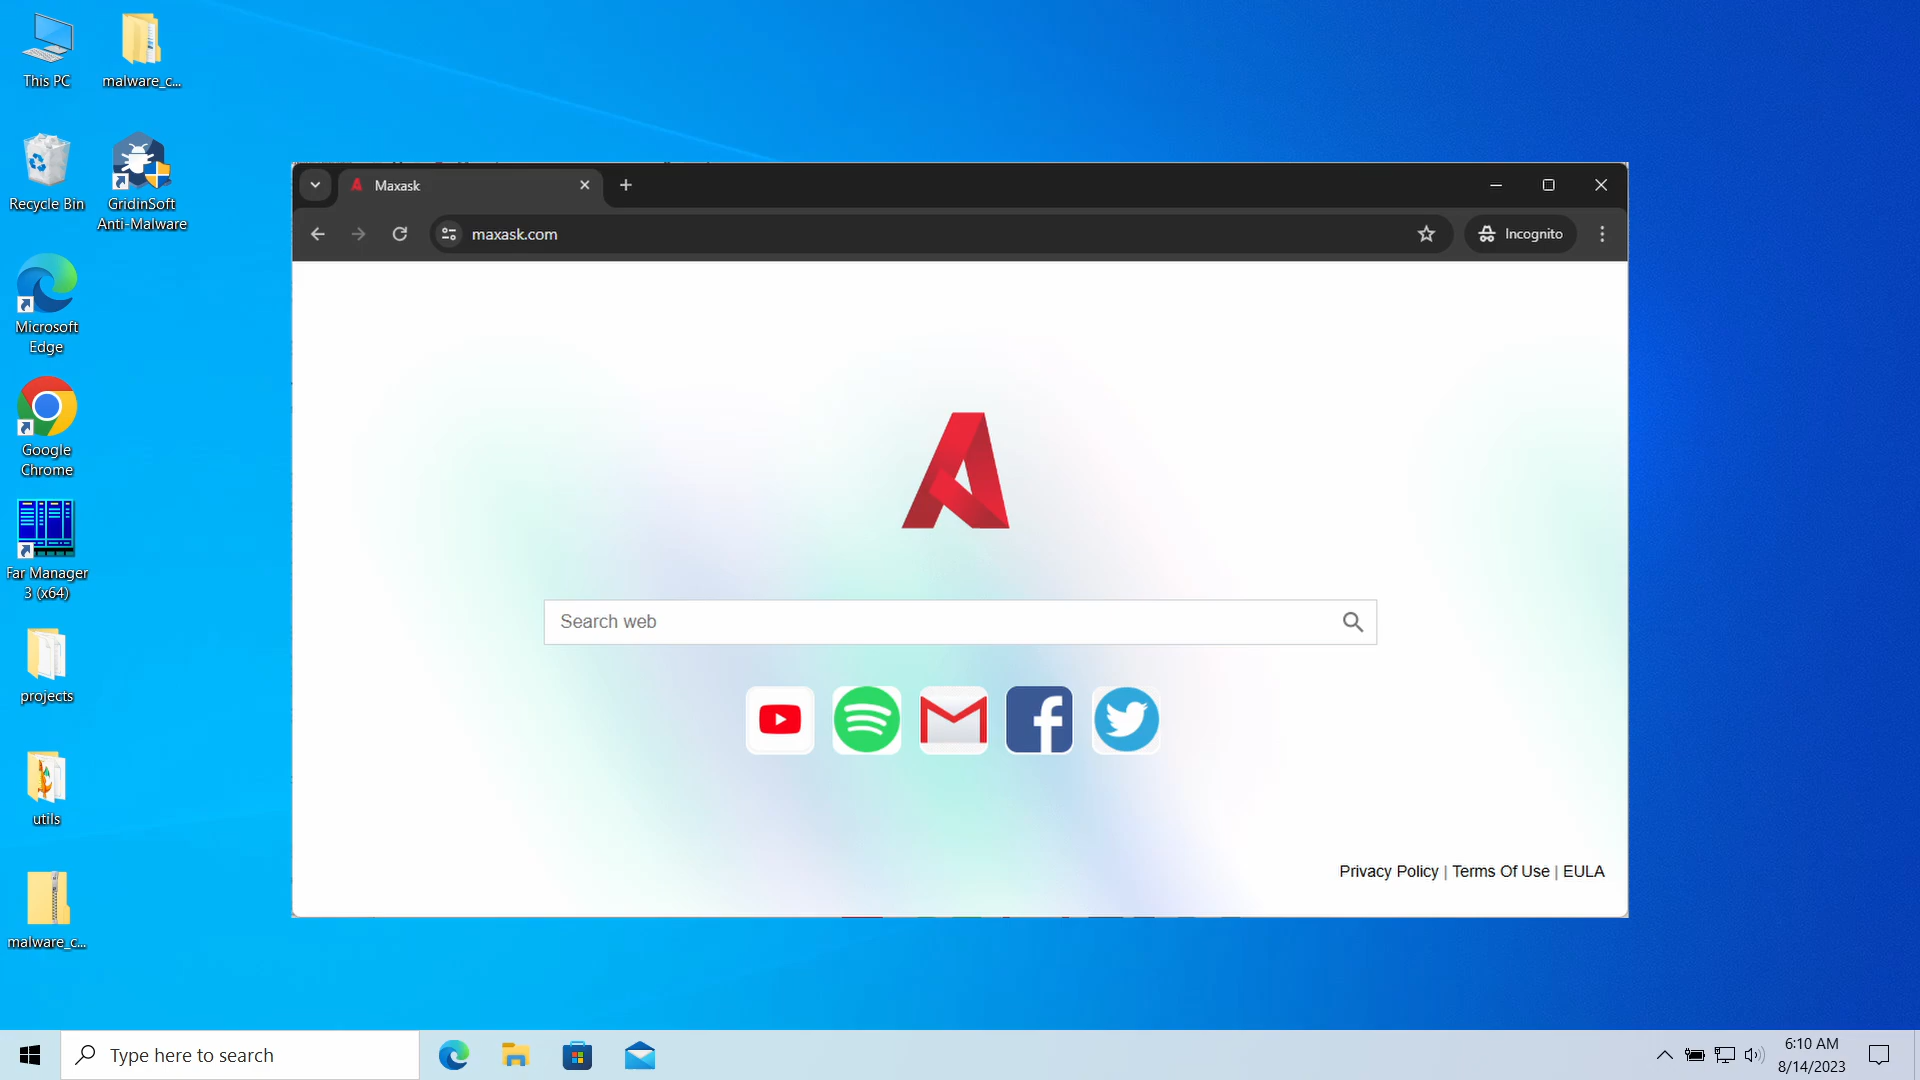 This PC
malware_c...
Recycle Bin
GridinSoft
Anti-Malware
Microsoft
Edge
Google
Chrome
Far Manager
3 (x64)
projects
utils
malware_c...
Maxask
maxask.com
Incognito
Search web
Privacy Policy | Terms Of Use | EULA
Type here to search
6:10 AM
8/14/2023